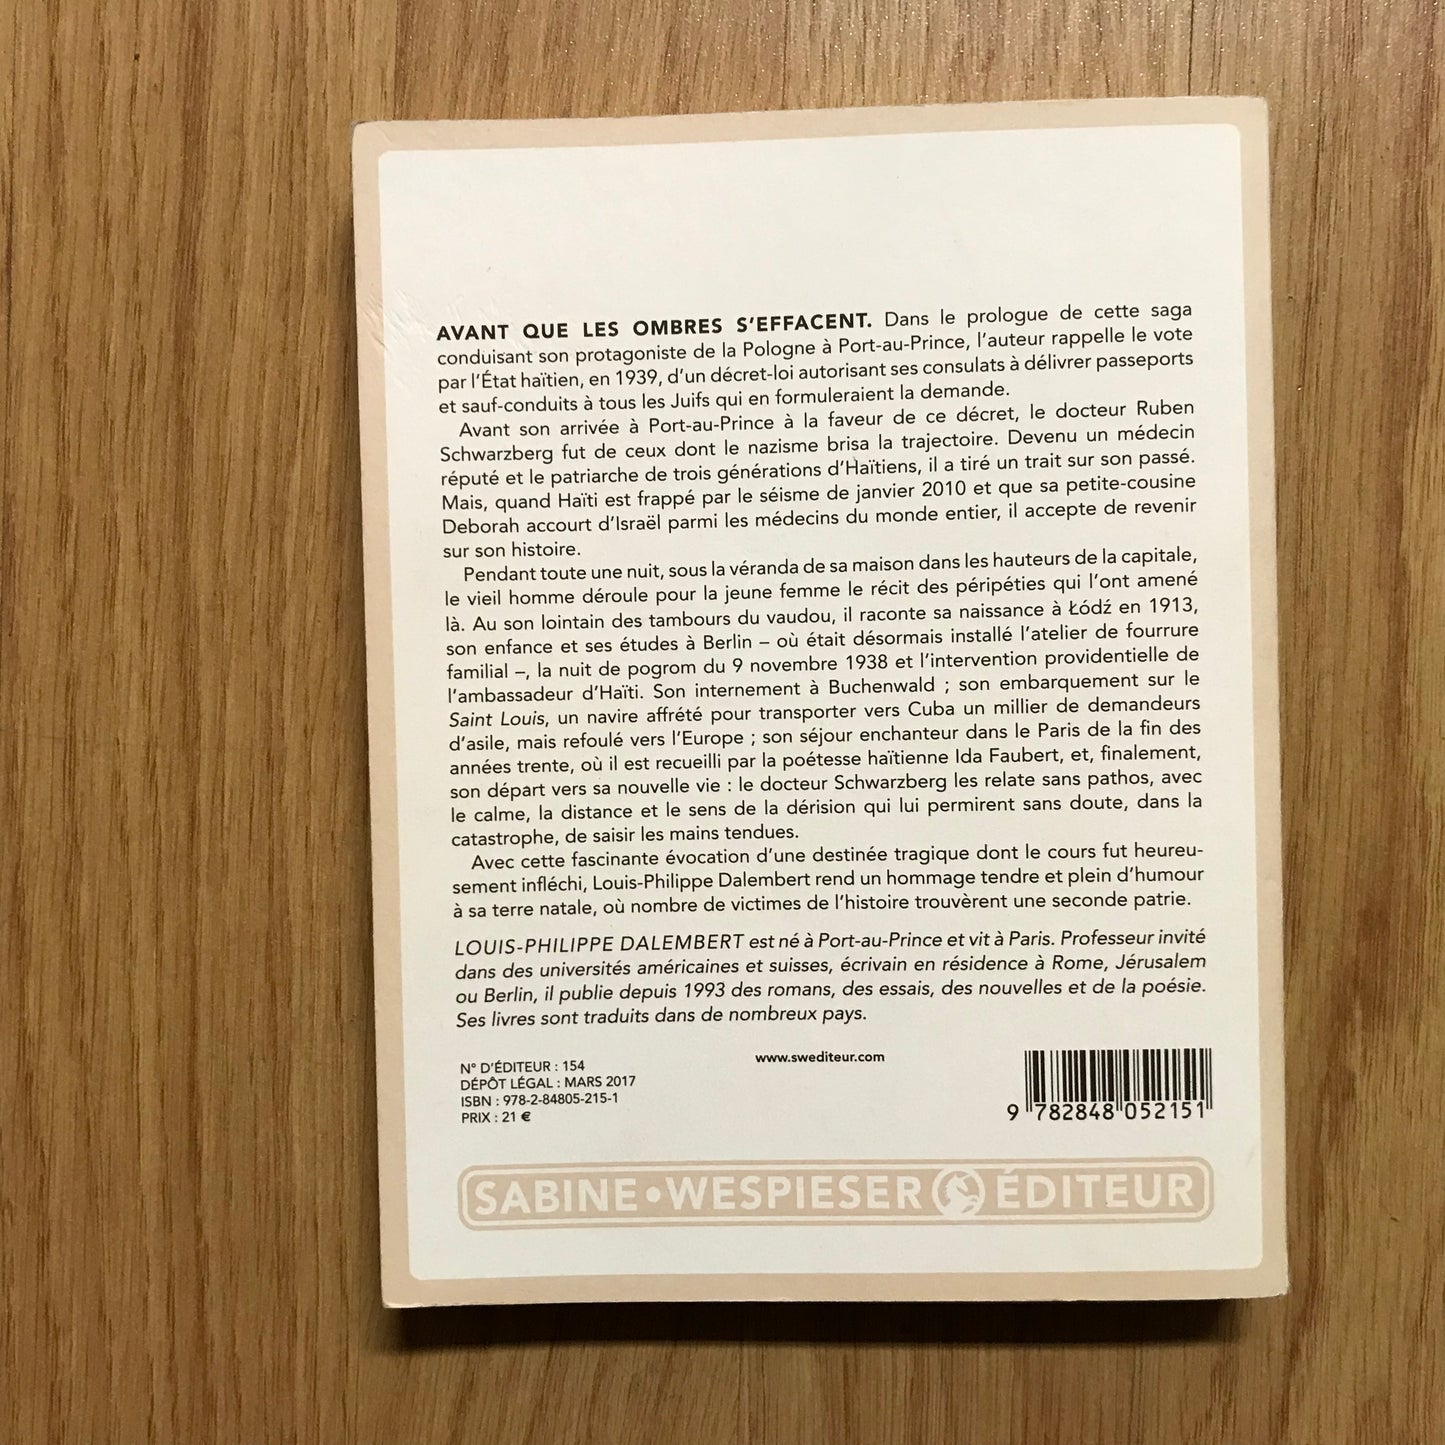 AVANT QUE LES OMBRES S'EFFACENT. Dans le prologue de cette saga
conduisant son protagoniste de la Pologne à Port-au-Prince, l'auteur rappelle le vote
par l'État haïtien, en 1939, d'un décret-loi autorisant ses consulats à délivrer passeports
et sauf-conduits à tous les Juifs qui en formuleraient la demande.
Avant son arrivée à Port-au-Prince à la faveur de ce décret, le docteur Ruben
Schwarzberg fut de ceux dont le nazisme brisa la trajectoire. Devenu un médecin
réputé et le patriarche de trois générations d'Haïtiens, il a tiré un trait sur son passé.
Mais, quand Haïti est frappé par le séisme de janvier 2010 et que sa petite-cousine
Deborah accourt d'Israël parmi les médecins du monde entier, il accepte de revenir
sur son histoire.
Pendant toute une nuit, sous la véranda de sa maison dans les hauteurs de la capitale,
le vieil homme déroule pour la jeune femme le récit des péripéties qui l'ont amené
là. Au son lointain des tambours du vaudou, il raconte sa naissance à Łódź en 1913,
son enfance et ses études à Berlin – où était désormais installé l'atelier de fourrure
familial –, la nuit de pogrom du 9 novembre 1938 et l'intervention providentielle de
l'ambassadeur d'Haïti. Son internement à Buchenwald ; son embarquement sur le
Saint Louis, un navire affrété pour transporter vers Cuba un millier de demandeurs
d'asile, mais refoulé vers l'Europe ; son séjour enchanteur dans le Paris de la fin des
années trente, où il est recueilli par la poétesse haïtienne Ida Faubert, et, finalement,
son départ vers sa nouvelle vie : le docteur Schwarzberg les relate sans pathos, avec
le calme, la distance et le sens de la dérision qui lui permirent sans doute, dans la
catastrophe, de saisir les mains tendues.
Avec cette fascinante évocation d'une destinée tragique dont le cours fut heureu-
sement infléchi, Louis-Philippe Dalembert rend un hommage tendre et plein d'humour
à sa terre natale, où nombre de victimes de l'histoire trouvèrent une seconde patrie.
LOUIS-PHILIPPE DALEMBERT est né à Port-au-Prince et vit à Paris. Professeur invité
dans des universités américaines et suisses, écrivain en résidence à Rome, Jérusalem
ou Berlin, il publie depuis 1993 des romans, des essais, des nouvelles et de la poésie.
Ses livres sont traduits dans de nombreux pays.
N° D'ÉDITEUR : 154
DÉPÔT LÉGAL : MARS 2017
ISBN : 978-2-84805-215-1
PRIX : 21 €
www.swediteur.com
9 782848 052151
SABINE • WESPIESER ÉDITEUR